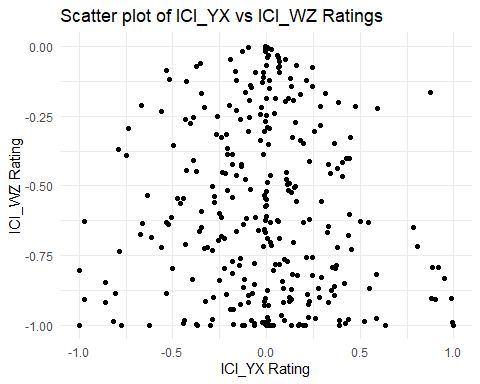 Scatter plot of ICI_YX vs ICI_WZ Ratings
0.00
-0.25
-0.50
-0.75
-1.00
ICI_WZ Rating
-1.0 -0.5 0.0 0.5 1.0
ICI_YX Rating